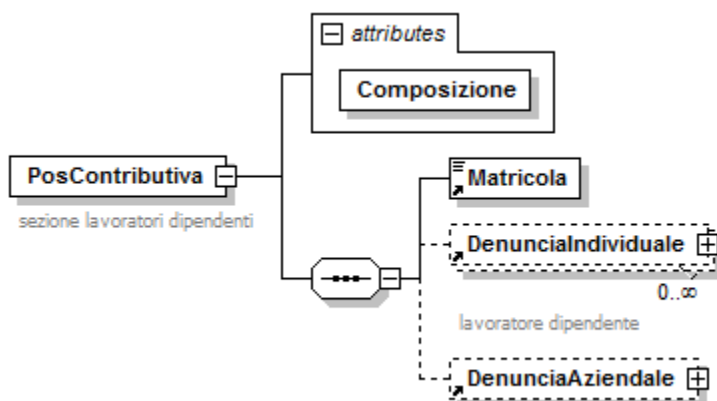 attributes
Composizione
PosContributiva
sezione lavoratori dipendenti
Matricola
DenunciaIndividuale
0..∞
lavoratore dipendente
DenunciaAziendale